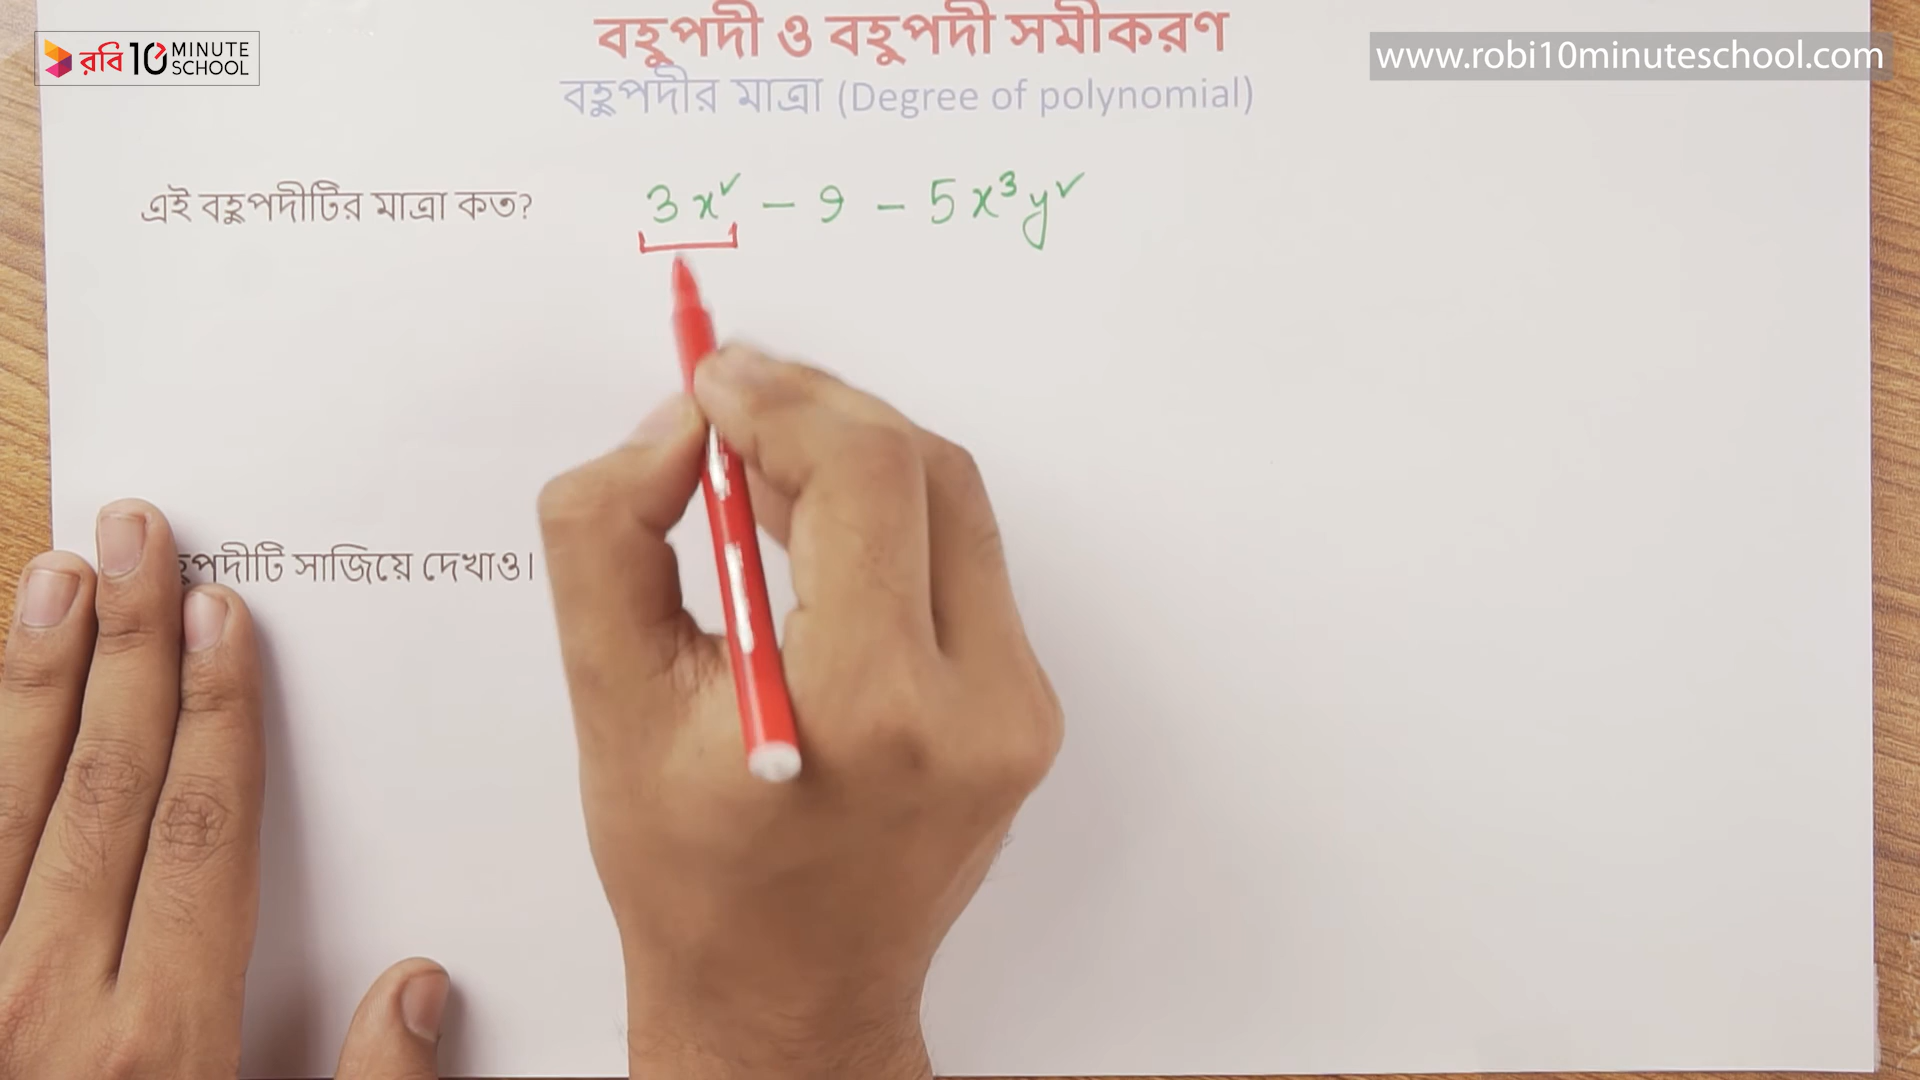 বহুপদী ও বহুপদী সমীকরণ
রবি 10 MINUTE SCHOOL
www.robi10minuteschool.com
বহুপদীর মাত্রা (Degree of polynomial)
এই বহুপদীটির মাত্রা কত? 3x² - 9 - 5x³y²
সাজিয়ে দেখাও।